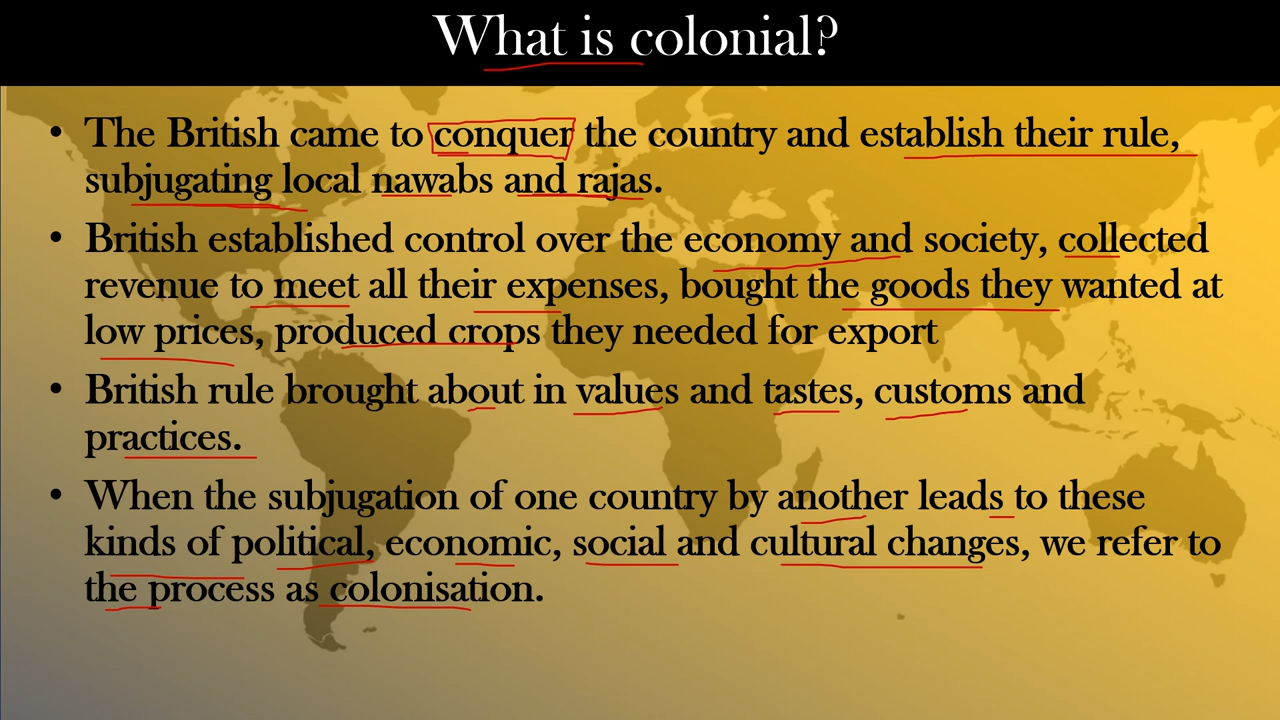 What is colonial?
• The British came to conquer the country and establish their rule,
subjugating local nawabs and rajas.
• British established control over the economy and society, collected
revenue to meet all their expenses, bought the goods they wanted at
low prices, produced crops they needed for export
• British rule brought about in values and tastes, customs and
practices.
• When the subjugation of one country by another leads to these
kinds of political, economic, social and cultural changes, we refer to
the process as colonisation.